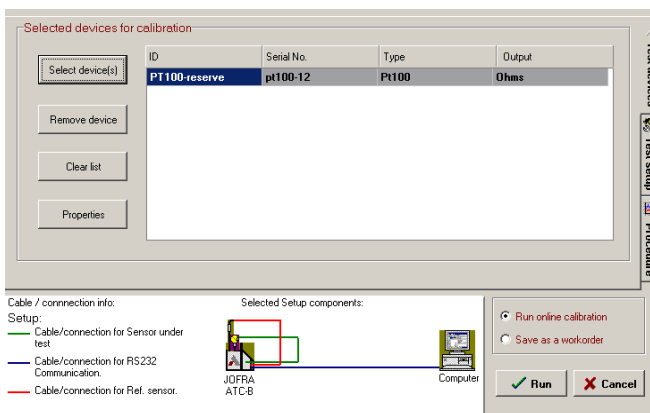 Selected devices for calibration
Select device(s)
ID Serial No. Type Output
PT100-reserve pt100-12 Pt100 Ohms
Remove device
Clear list
Properties
Test Setup
Procedure
Cable / connnection info:
Selected Setup components:
Setup:
Cable/connection for Sensor under
test
Cable/connection for RS232
Communication.
Cable/connection for Ref. sensor.
JOFRA
ATC-B
Computer
Run online calibration
Save as a workorder
Run
Cancel